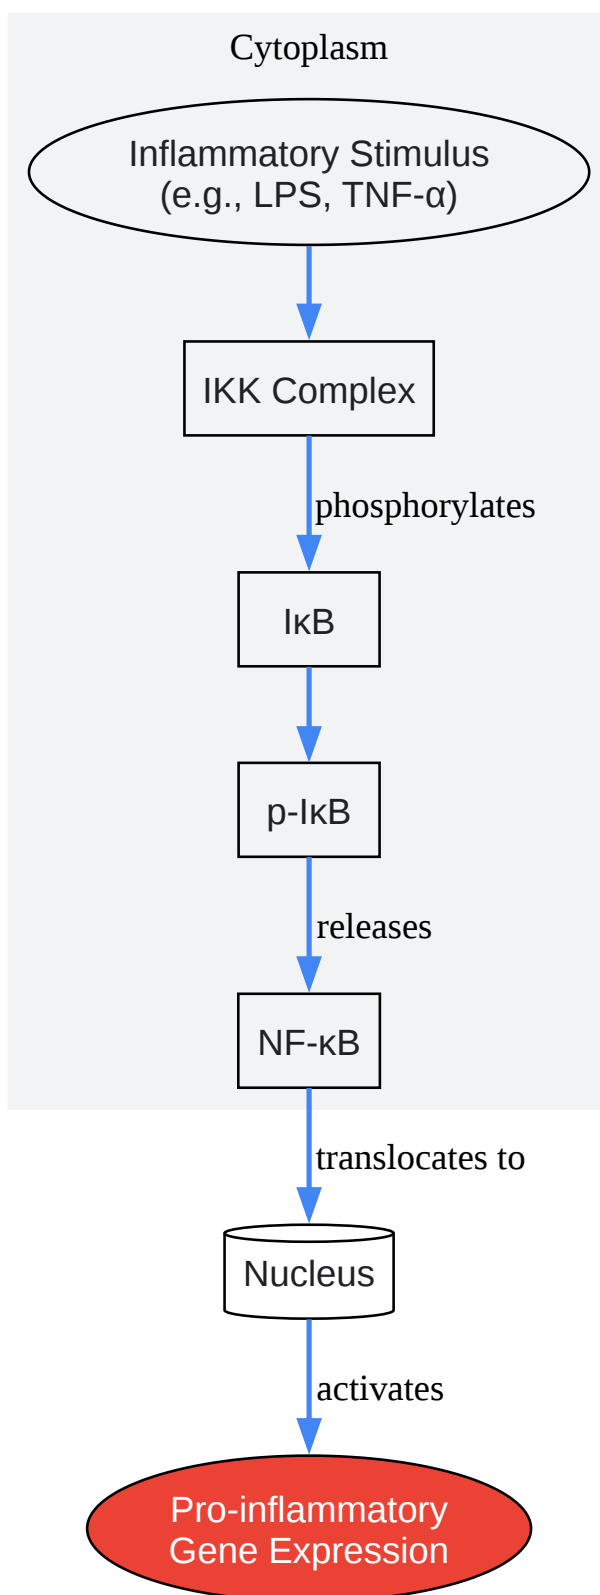 Cytoplasm
Inflammatory Stimulus
(e.g., LPS, TNF-α)
IKK Complex
phosphorylates
IκB
p-IκB
releases
NF-κB
translocates to
Nucleus
activates
Pro-inflammatory
Gene Expression